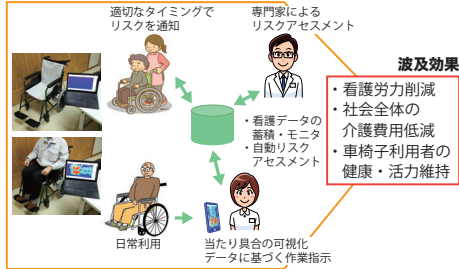 適切なタイミングで
リスクを通知
専門家による
リスクアセスメント
・看護データの
蓄積・モニタ
・自動リスク
アセスメント
日常利用
当たり具合の可視化
データに基づく作業指示
波及効果
・看護労力削減
・社会全体の
介護費用低減
・車椅子利用者の
健康・活力維持